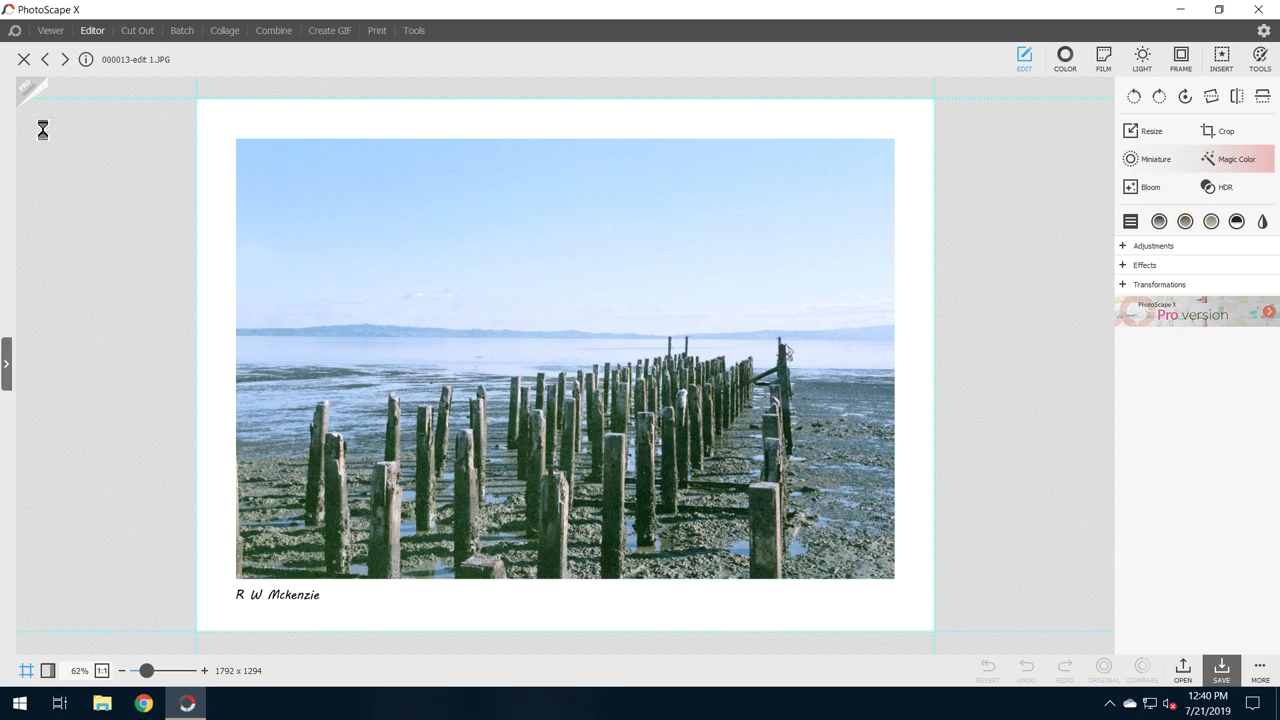 PhotoScape X
Viewer Editor Cut Out Batch Collage Combine Create GIF Print Tools
000013-edit 1.JPG
EDIT COLOR FILM LIGHT FRAME INSERT TOOLS
PRO
Resize Crop
Miniature Magic Color
Bloom HDR
+ Adjustments
+ Effects
+ Transformations
PhotoScape X
Pro version
R W Mckenzie
62% 1:1 1792 x 1294
REVERT UNDO REDO ORIGINAL COMPARE OPEN SAVE MORE
12:40 PM
7/21/2019